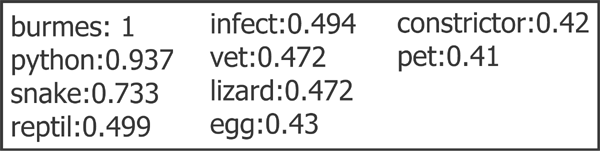 burmes: 1
python:0.937
snake:0.733
reptil:0.499
infect:0.494
vet:0.472
lizard:0.472
egg:0.43
constrictor:0.42
pet:0.41